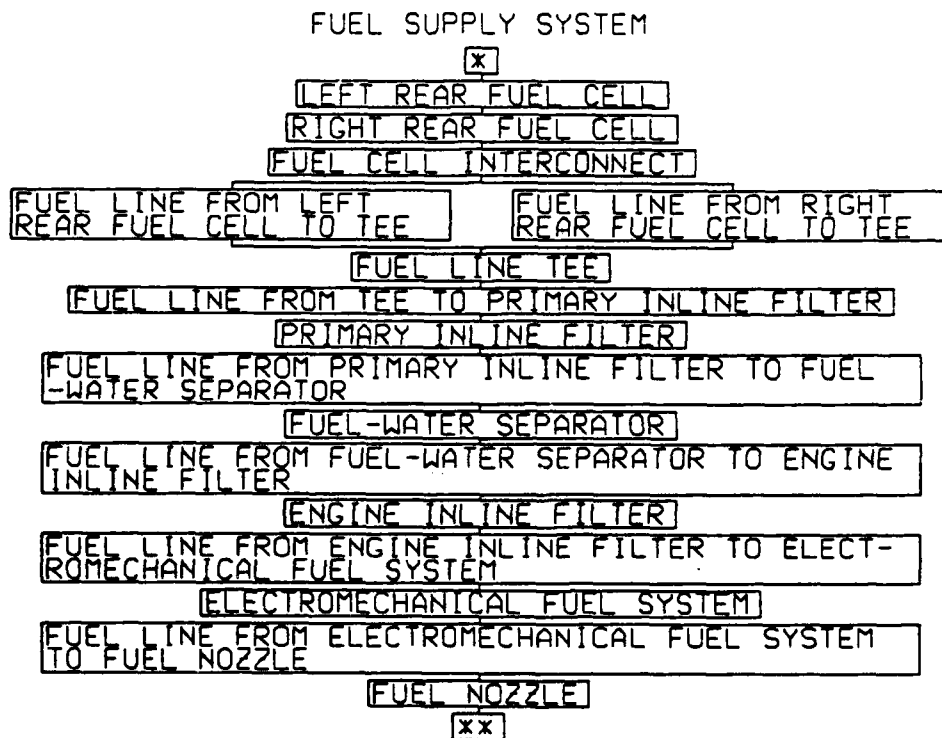 FUEL SUPPLY SYSTEM
*
LEFT REAR FUEL CELL
RIGHT REAR FUEL CELL
FUEL CELL INTERCONNECT
FUEL LINE FROM LEFT
REAR FUEL CELL TO TEE
FUEL LINE FROM RIGHT
REAR FUEL CELL TO TEE
FUEL LINE TEE
FUEL LINE FROM TEE TO PRIMARY INLINE FILTER
PRIMARY INLINE FILTER
FUEL LINE FROM PRIMARY INLINE FILTER TO FUEL
-WATER SEPARATOR
FUEL-WATER SEPARATOR
FUEL LINE FROM FUEL-WATER SEPARATOR TO ENGINE
INLINE FILTER
ENGINE INLINE FILTER
FUEL LINE FROM ENGINE INLINE FILTER TO ELECT-
ROMECHANICAL FUEL SYSTEM
ELECTROMECHANICAL FUEL SYSTEM
FUEL LINE FROM ELECTROMECHANICAL FUEL SYSTEM
TO FUEL NOZZLE
FUEL NOZZLE
**